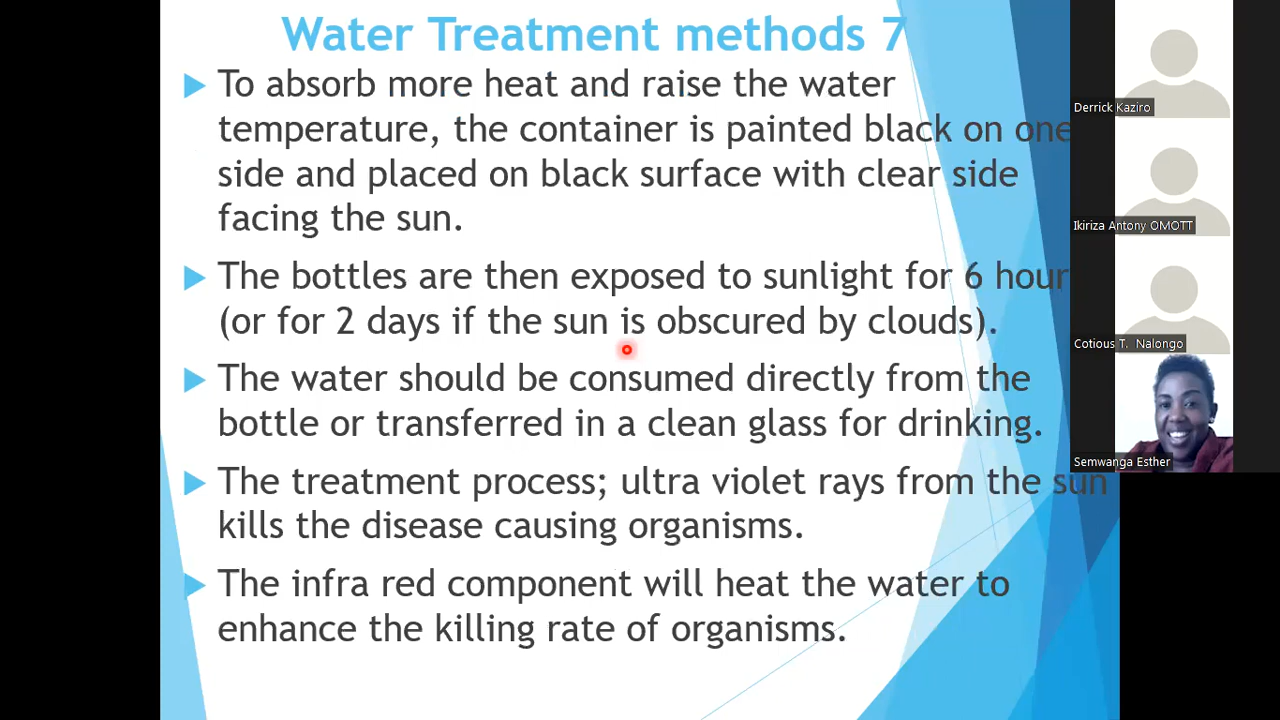 Water Treatment methods 7
To absorb more heat and raise the water
temperature, the container is painted black on one
side and placed on black surface with clear side
facing the sun.
The bottles are then exposed to sunlight for 6 hour
(or for 2 days if the sun is obscured by clouds).
The water should be consumed directly from the
bottle or transferred in a clean glass for drinking.
The treatment process; ultra violet rays from the sun
kills the disease causing organisms.
The infra red component will heat the water to
enhance the killing rate of organisms.
Derrick Kaziro
Ikiriza Antony OMOTT
Cotious T. Nalongo
Semwanga Esther